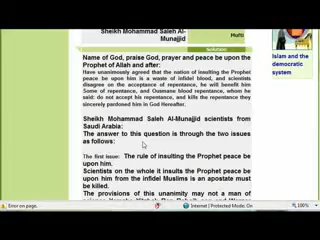 Sheikh Mohammad Saleh Al-
Munajjid
Multi
Solution
Name of God, praise God, prayer and peace be upon the
Prophet of Allah and after:
Have unanimously agreed that the nation of insulting the Prophet
peace be upon him is a waste of infidel blood, and scientists
disagree on the acceptance of repentance, he will benefit him
Some of repentance, and Ousmane blood repentance, whom he
said: do not accept his repentance, and kills the repentance they
sincerely pardoned him in God Hereafter.
Sheikh Mohammad Saleh Al-Munajjid scientists from
Saudi Arabia:
The answer to this question is through the two issues
as follows:
The first issue: The rule of insulting the Prophet peace be
upon him.
Scientists on the whole it insults the Prophet peace be
upon him from the infidel Muslims is an apostate must
be killed.
The provisions of this unanimity may not a man of
Islam and the
democratic
system
Error on page.
Internet | Protected Mode: On
100%